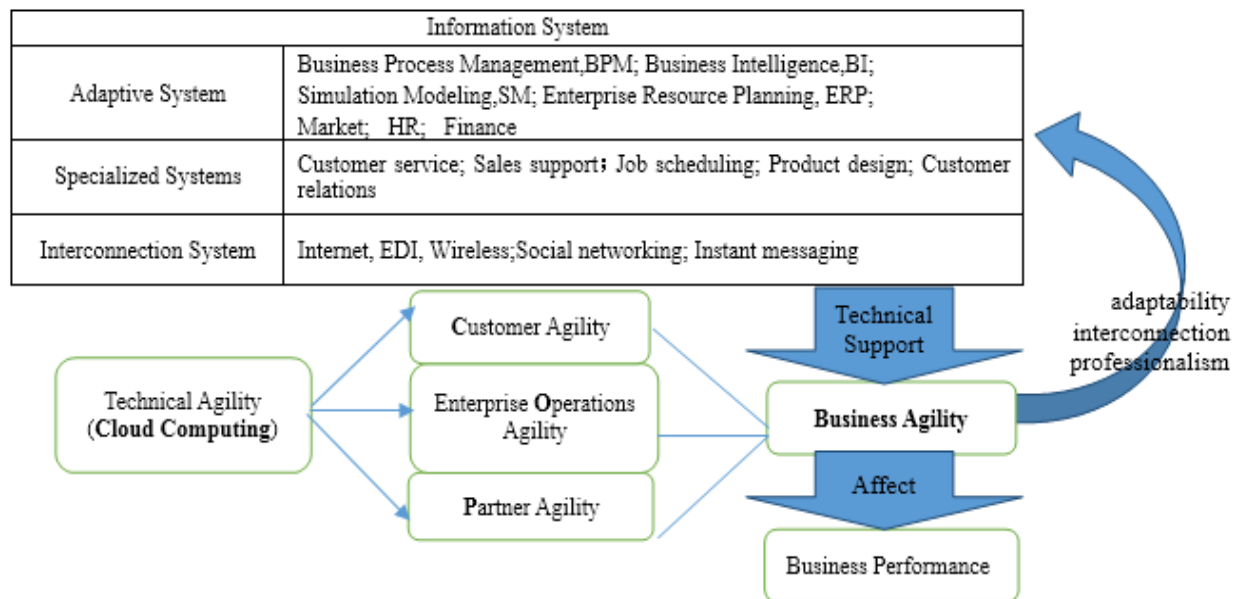 Information System
Adaptive System
Business Process Management,BPM; Business Intelligence,BI;
Simulation Modeling,SM; Enterprise Resource Planning, ERP;
Market; HR; Finance
Specialized Systems
Customer service; Sales support；Job scheduling; Product design; Customer
relations
Interconnection System
Internet, EDI, Wireless;Social networking; Instant messaging
Technical
Support
adaptability
interconnection
professionalism
Customer Agility
Technical Agility
(Cloud Computing)
Enterprise Operations
Agility
Business Agility
Partner Agility
Affect
Business Performance